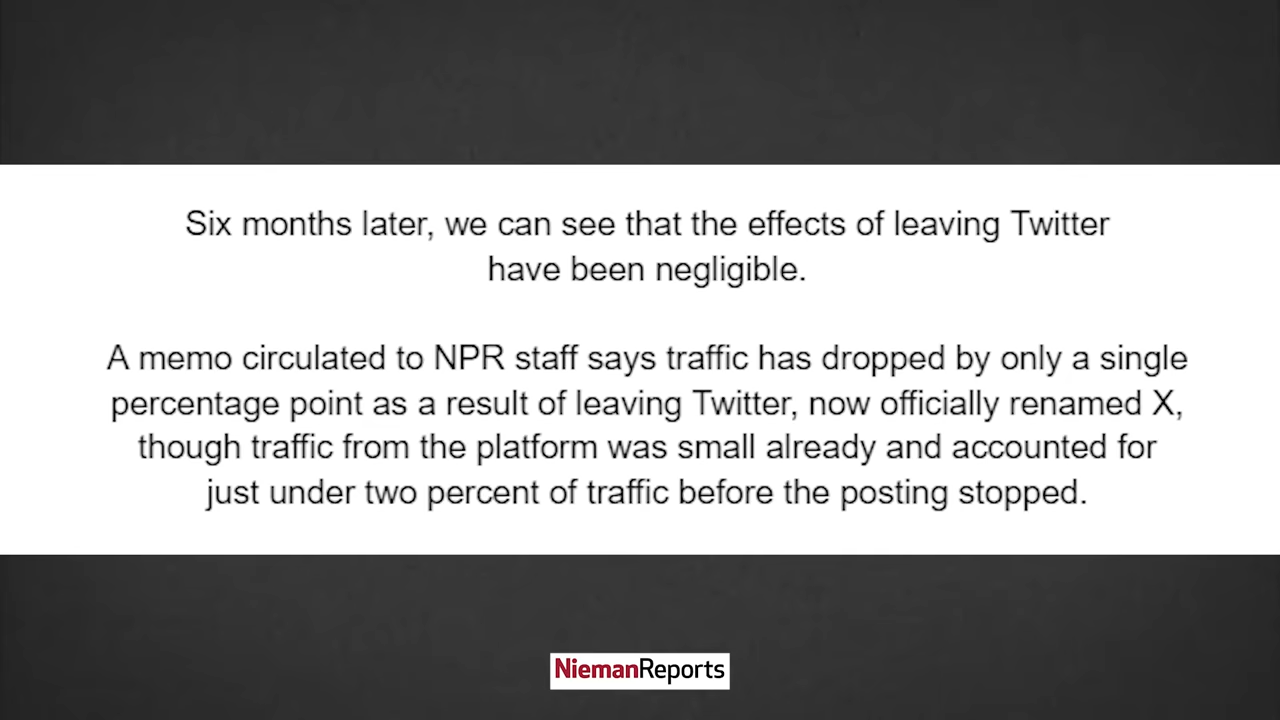 Six months later, we can see that the effects of leaving Twitter
have been negligible.
A memo circulated to NPR staff says traffic has dropped by only a single
percentage point as a result of leaving Twitter, now officially renamed X,
though traffic from the platform was small already and accounted for
just under two percent of traffic before the posting stopped.
NiemanReports